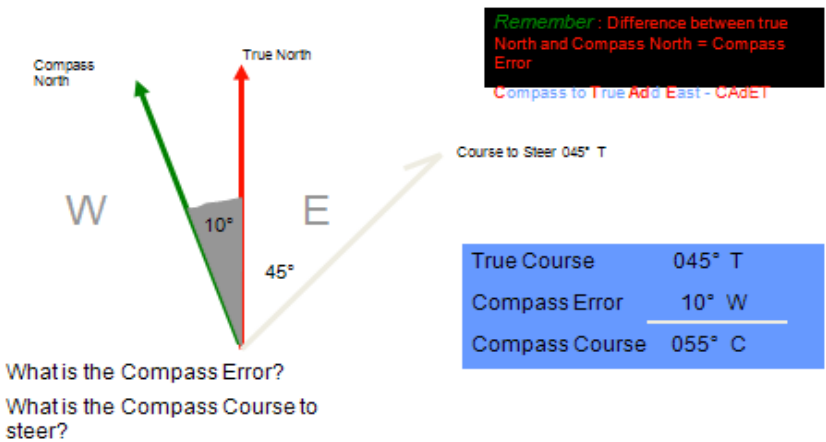 Remember : Difference between true
North and Compass North = Compass
Error
Compass to True Add East - CAdET
Compass
North
True North
Course to Steer 045° T
W
E
10°
45°
True Course 045° T
Compass Error 10° W
Compass Course 055° C
What is the Compass Error?
What is the Compass Course to
steer?